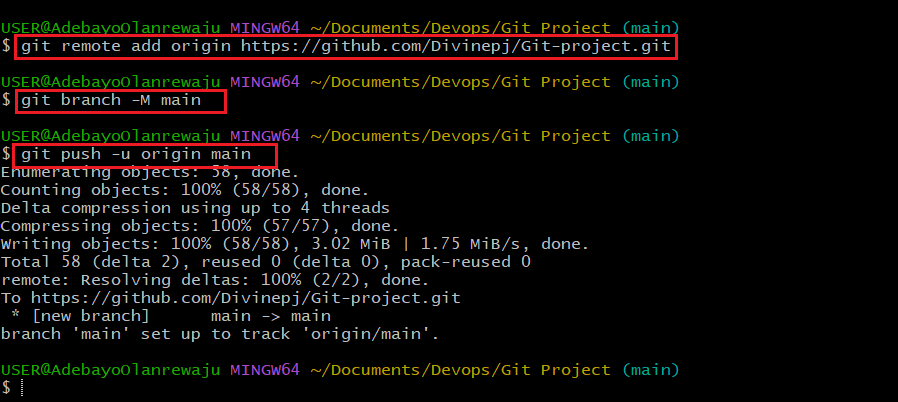 USER@AdebayoOlanrewaju MINGW64 ~/Documents/Devops/Git Project (main)
$ git remote add origin https://github.com/Divinepj/Git-project.git
USER@AdebayoOlanrewaju MINGW64 ~/Documents/Devops/Git Project (main)
$ git branch -M main
USER@AdebayoOlanrewaju MINGW64 ~/Documents/Devops/Git Project (main)
$ git push -u origin main
Enumerating objects: 58, done.
Counting objects: 100% (58/58), done.
Delta compression using up to 4 threads
Compressing objects: 100% (57/57), done.
Writing objects: 100% (58/58), 3.02 MiB | 1.75 MiB/s, done.
Total 58 (delta 2), reused 0 (delta 0), pack-reused 0
remote: Resolving deltas: 100% (2/2), done.
To https://github.com/Divinepj/Git-project.git
 * [new branch]      main -> main
branch 'main' set up to track 'origin/main'.
USER@AdebayoOlanrewaju MINGW64 ~/Documents/Devops/Git Project (main)
$